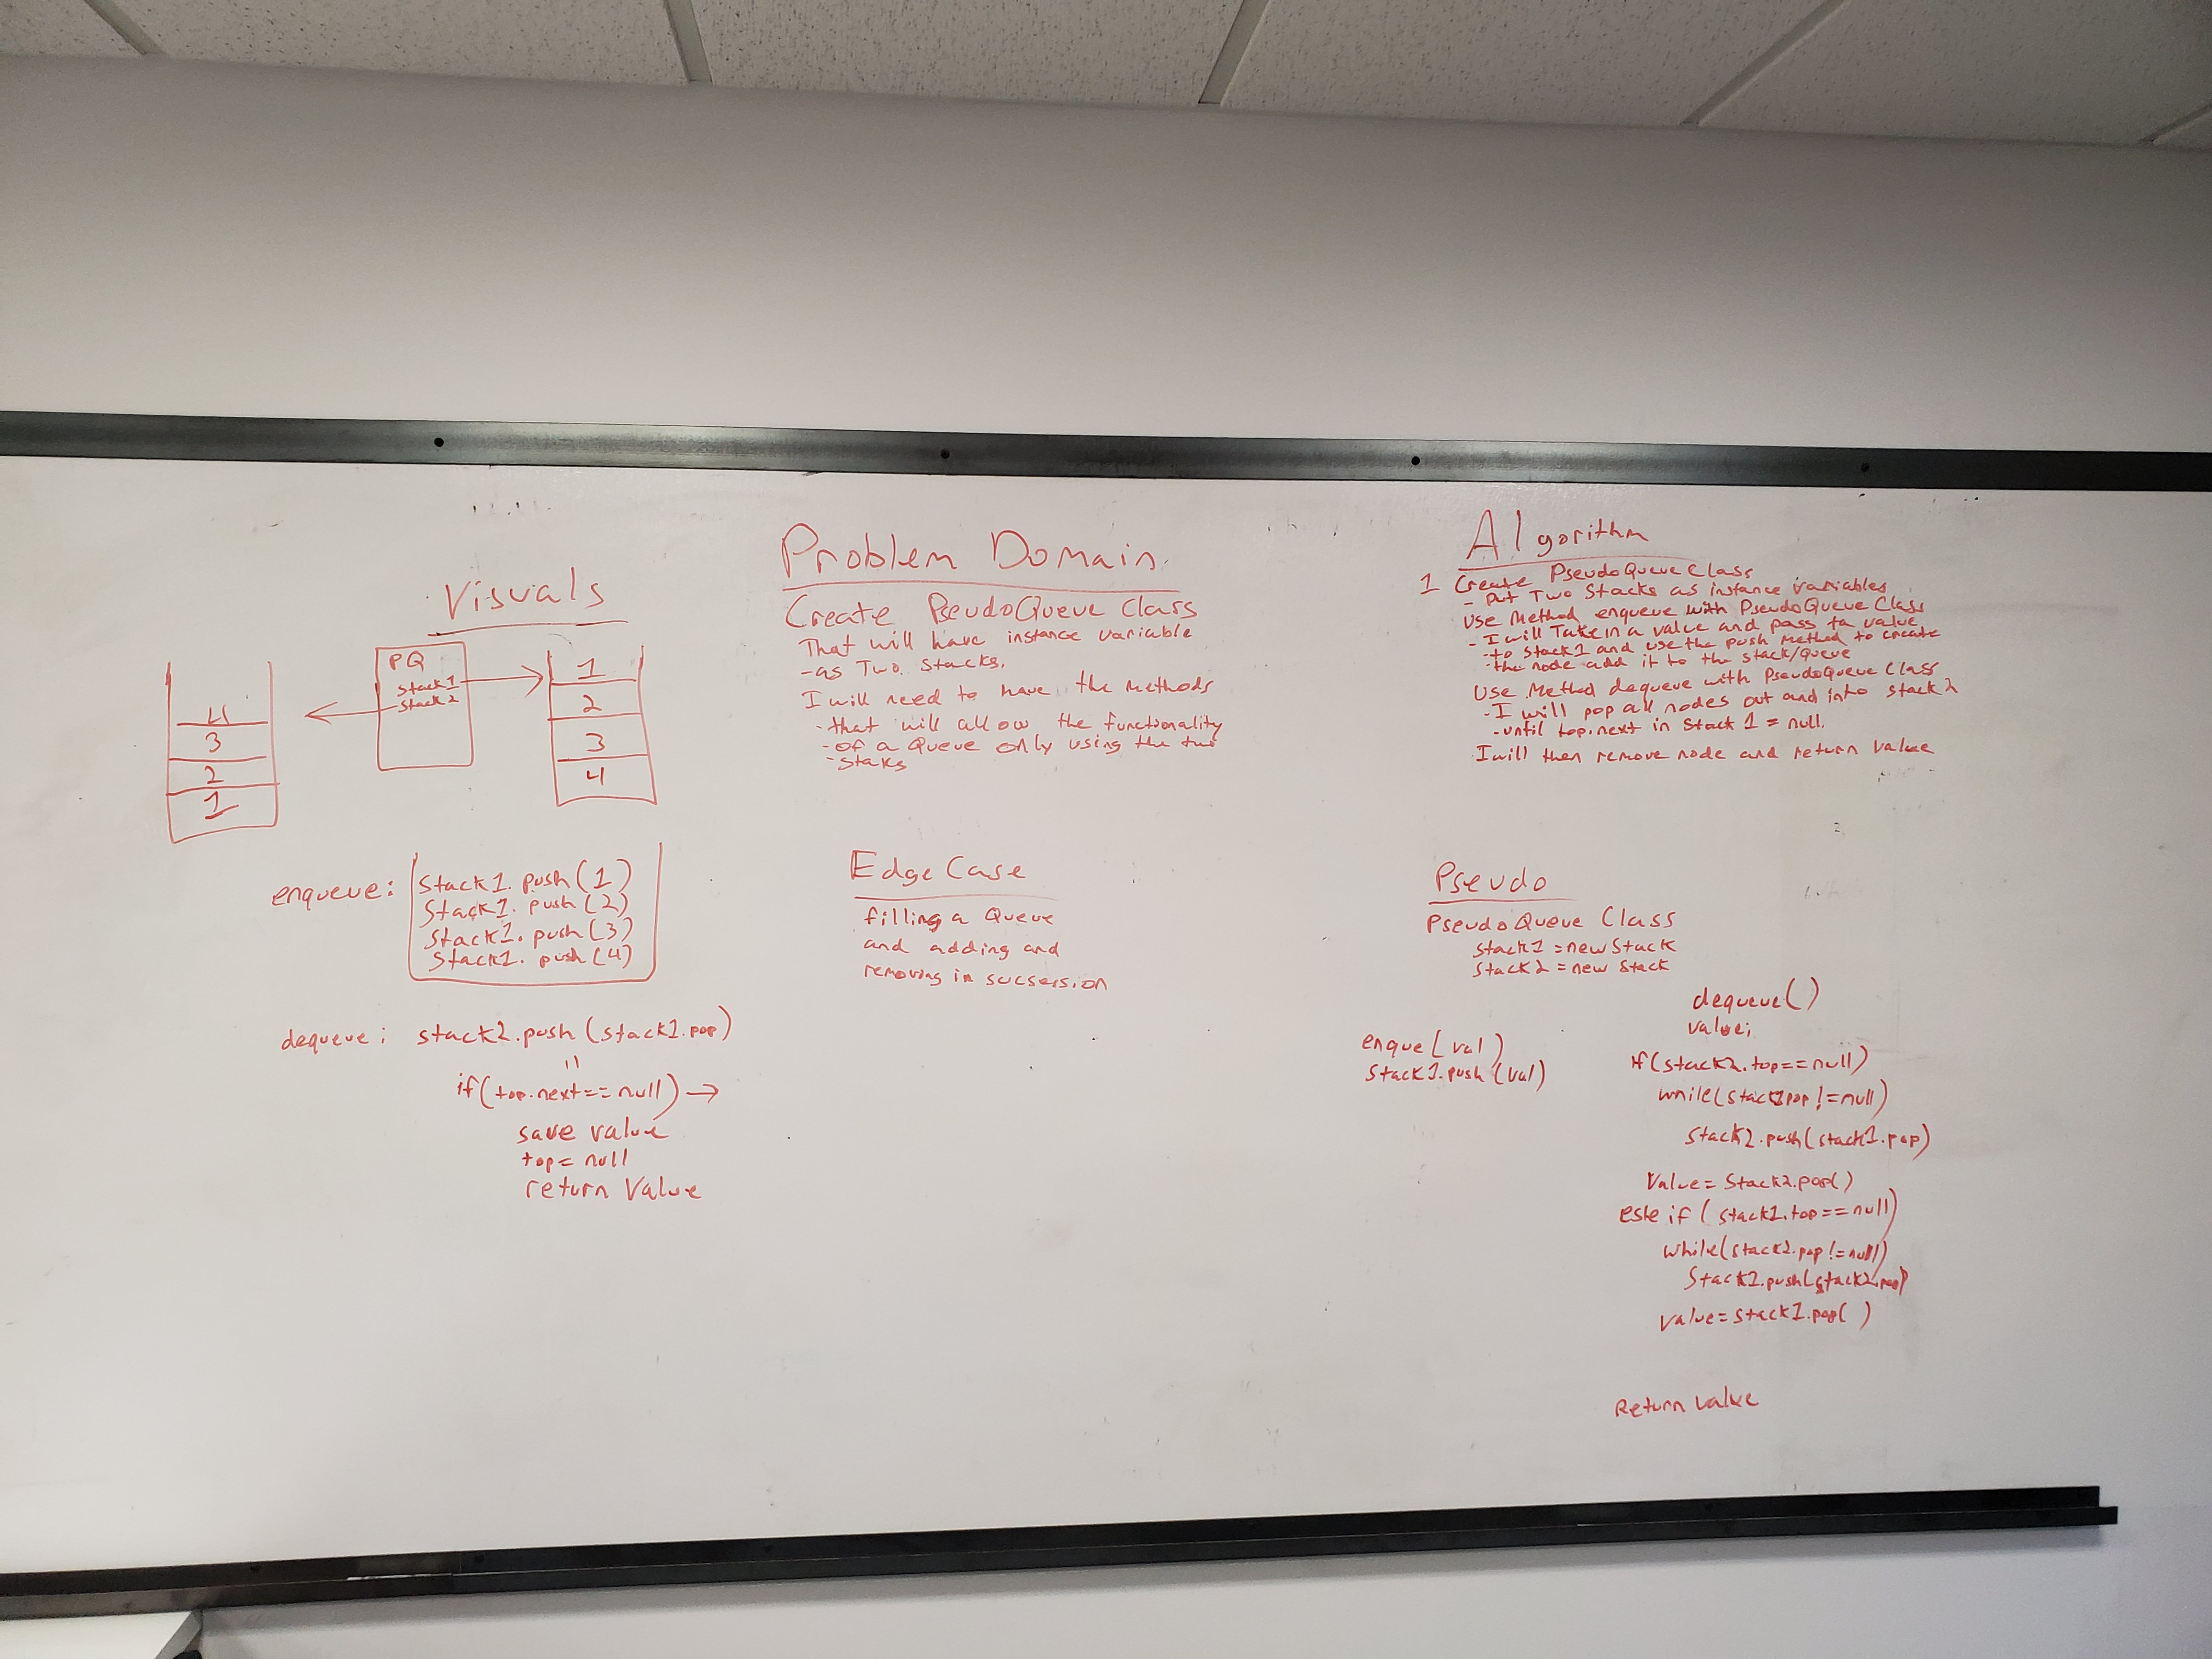 Visuals
PQ
stack1
stack2
4
3
2
1
1
2
3
4
enqueue:
stack1.push(1)
stack1.push(2)
stack1.push(3)
stack1.push(4)
dequeue: stack2.push(stack1.pop)
if(top.next==null) →
save value
top = null
return Value
Problem Domain
Create PseudoQueue Class
That will have instance variable
- as Two Stacks.
I will need to have the methods
- that will allow the functionality
- of a Queue only using the two
- staks
Edge Case
filling a Queue
and adding and
removing in sucsession
Algorithm
1 Create PseudoQueue Class
- put Two Stacks as instance variables
Use Method enqueue with PseudoQueue Class
- I will Take in a value and pass ta value
- to stack1 and use the push method to create
- the node add it to the stack/queue
Use Method dequeue with PseudoQueue Class
- I will pop all nodes out and into stack2
- until top.next in Stack 1 = null.
I will then remove node and return value
Pseudo
PseudoQueue Class
stack1 = new Stack
stack2 = new Stack
enque(val)
stack1.push(val)
dequeue()
value;
if(stack2.top==null)
while(stack1pop!=null)
stack2.push(stack1.pop)
Value = Stack2.pop()
esle if (stack1.top==null)
while(stack2.pop!=null)
Stack1.push(stack2.pop)
value = stack1.pop( )
Return value